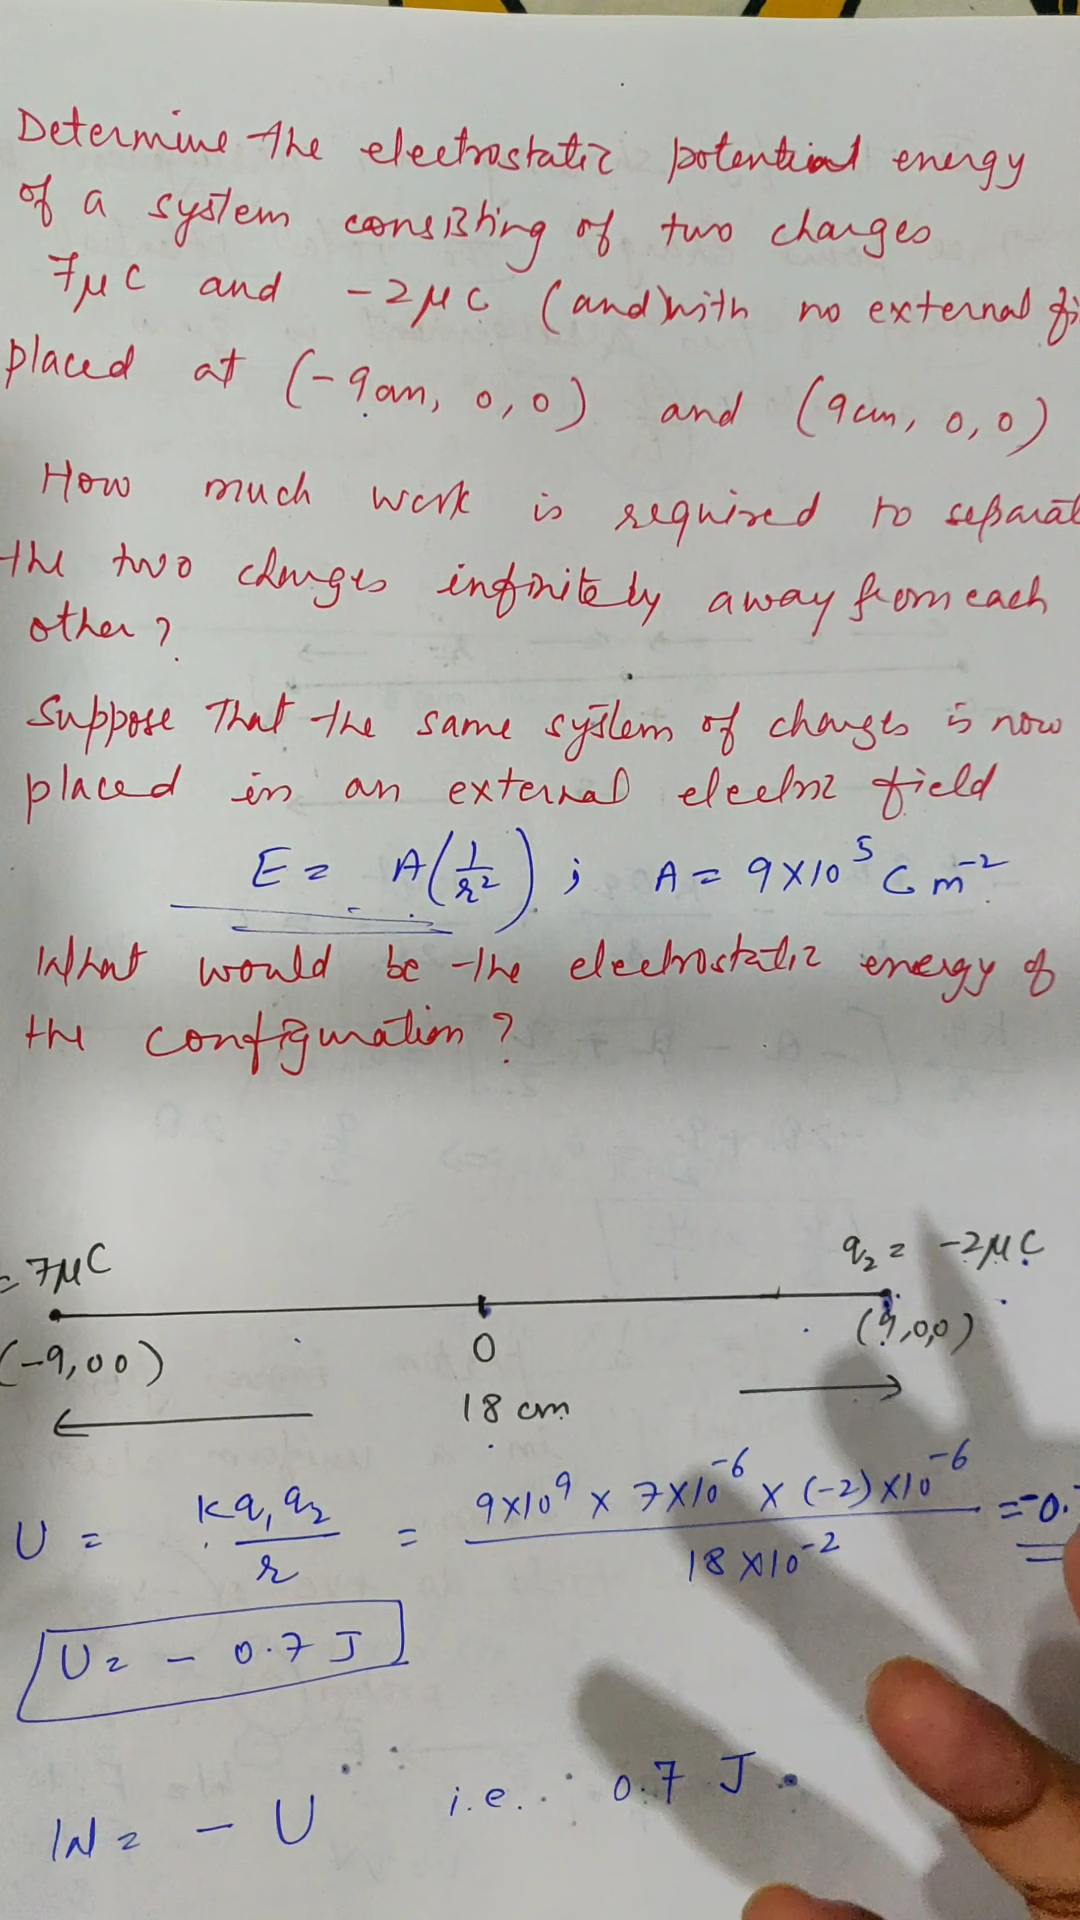 Determine the electrostatic potential energy
of a system consisting of two charges
7μC and -2μC (and) with no external fi
placed at (-9cm, 0,0) and (9cm, 0,0)
How much work is required to separat
the two charges infinitely away from each
other?
Suppose that the same system of charges is now
placed in an external electric field
E = A(1/r²) ; A = 9×10⁵ C m⁻²
What would be the electrostatic energy of
the configuration?
= 7μC q₂ = -2μC
(-9,00) 0 (9,0,0)
18 cm
U = kq₁q₂/r = 9×10⁹ × 7×10⁻⁶ × (-2)×10⁻⁶ / 18×10⁻² = -0.
U = - 0.7 J
W = - U i.e. 0.7 J